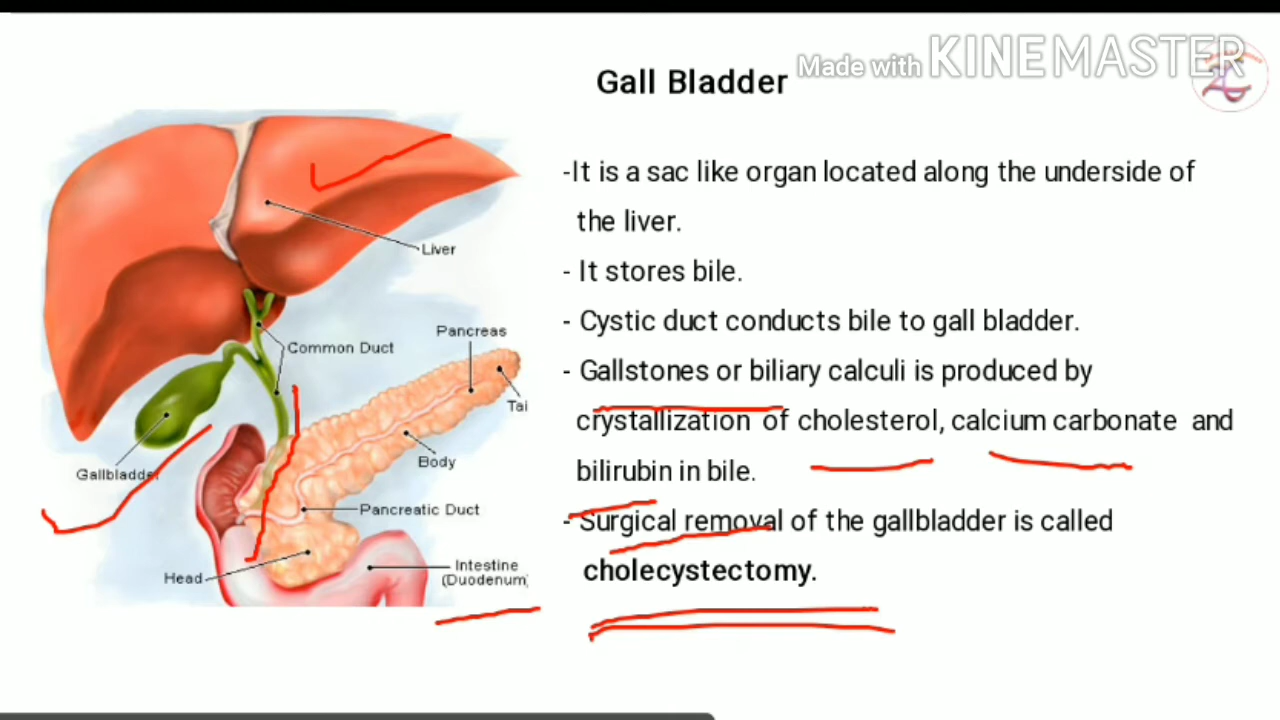 Made with KINEMASTER
Gall Bladder
-It is a sac like organ located along the underside of
the liver.
- It stores bile.
- Cystic duct conducts bile to gall bladder.
- Gallstones or biliary calculi is produced by
crystallization of cholesterol, calcium carbonate and
bilirubin in bile.
- Surgical removal of the gallbladder is called
cholecystectomy.
Liver
Pancreas
Common Duct
Tai
Body
Gallbladder
Pancreatic Duct
Intestine
(Duodenum)
Head